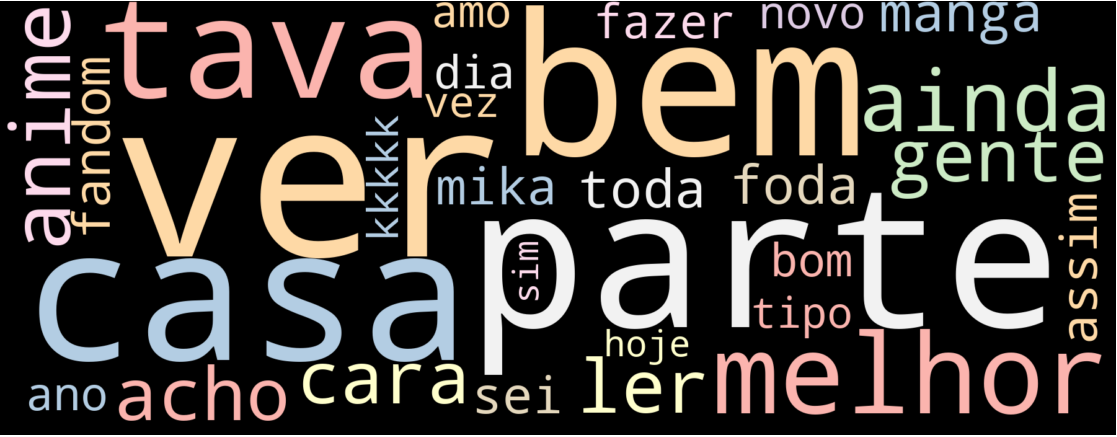 tava
amo
bem
fazer
novo
manga
anime
fandom
dia
vez
ainda
gente
ver
kkkkk
mika
toda
foda
casa
parte
sim
bom
tipo
assim
hoje
ano
acho
cara
sei
ler
melhor